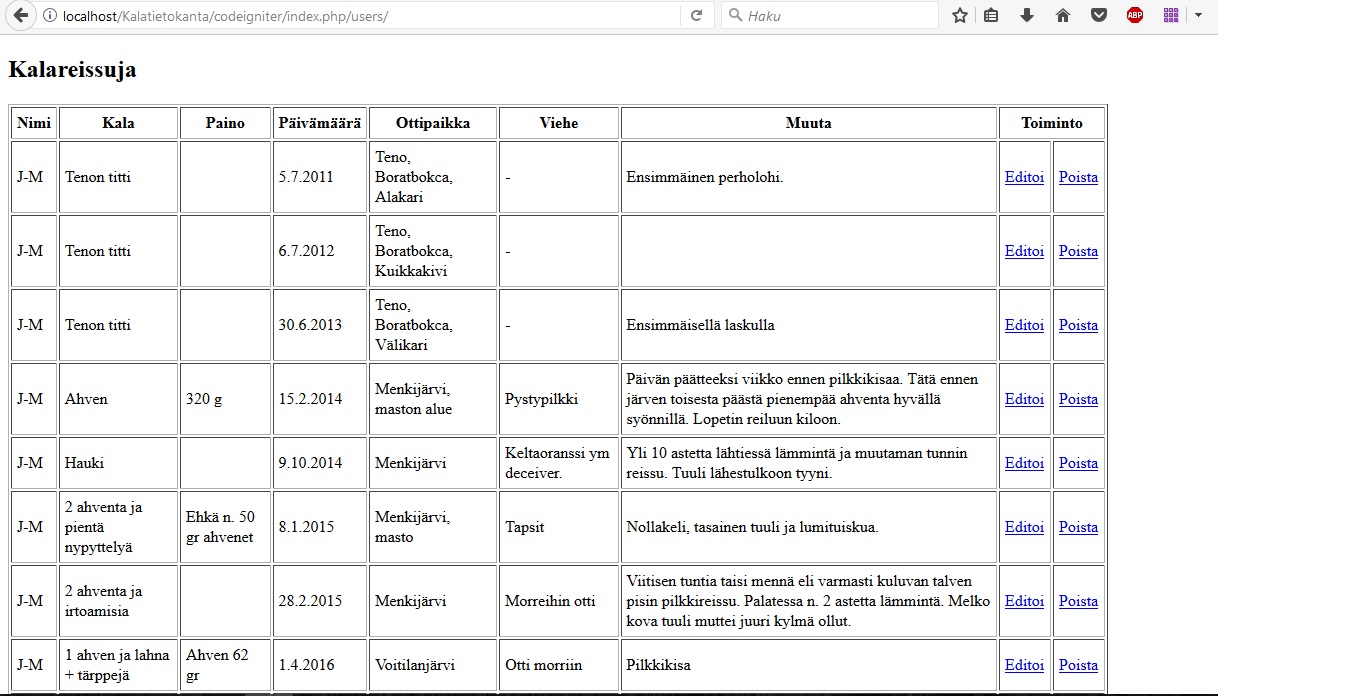 localhost/Kalatietokanta/codeigniter/index.php/users/
Haku
ABP
Kalareissuja
Nimi Kala Paino Päivämäärä Ottipaikka Viehe Muuta Toiminto
J-M Tenon titti 5.7.2011 Teno, Boratbokca, Alakari - Ensimmäinen perholohi. Editoi Poista
J-M Tenon titti 6.7.2012 Teno, Boratbokca, Kuikkakivi - Editoi Poista
J-M Tenon titti 30.6.2013 Teno, Boratbokca, Välikari - Ensimmäisellä laskulla Editoi Poista
J-M Ahven 320 g 15.2.2014 Menkijärvi, maston alue Pystypilkki Päivän päätteeksi viikko ennen pilkkikisaa. Tätä ennen järven toisesta päästä pienempää ahventa hyvällä syönnillä. Lopetin reiluun kiloon. Editoi Poista
J-M Hauki 9.10.2014 Menkijärvi Keltaoranssi ym deceiver. Yli 10 astetta lähtiessä lämmintä ja muutaman tunnin reissu. Tuuli lähestulkoon tyyni. Editoi Poista
J-M 2 ahventa ja pientä nypyttelyä Ehkä n. 50 gr ahvenet 8.1.2015 Menkijärvi, masto Tapsit Nollakeli, tasainen tuuli ja lumituiskua. Editoi Poista
J-M 2 ahventa ja irtoamisia 28.2.2015 Menkijärvi Morreihin otti Viitisen tuntia taisi mennä eli varmasti kuluvan talven pisin pilkkireissu. Palatessa n. 2 astetta lämmintä. Melko kova tuuli muttei juuri kylmä ollut. Editoi Poista
J-M 1 ahven ja lahna + tärppejä Ahven 62 gr 1.4.2016 Voitilanjärvi Otti morriin Pilkkikisa Editoi Poista